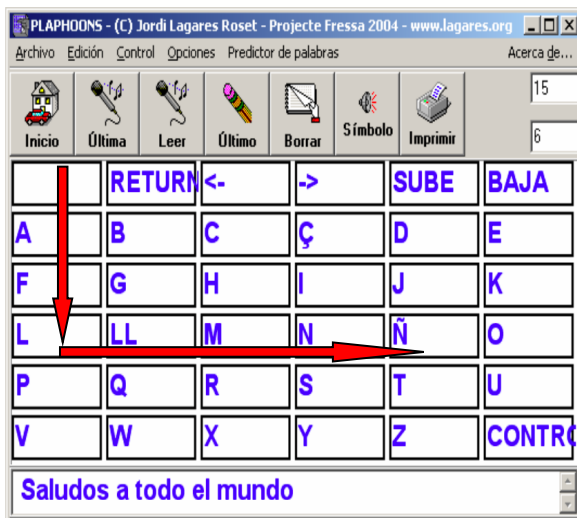 PLAPHOONS - (C) Jordi Lagares Roset - Projecte Fressa 2004 - www.lagares.org
Archivo Edición Control Opciones Predictor de palabras Acerca de...
Inicio Última Leer Último Borrar Símbolo Imprimir 15
6
RETURN <- -> SUBE BAJA
A B C Ç D E
F G H I J K
L LL M N Ñ O
P Q R S T U
V W X Y Z CONTRO
Saludos a todo el mundo